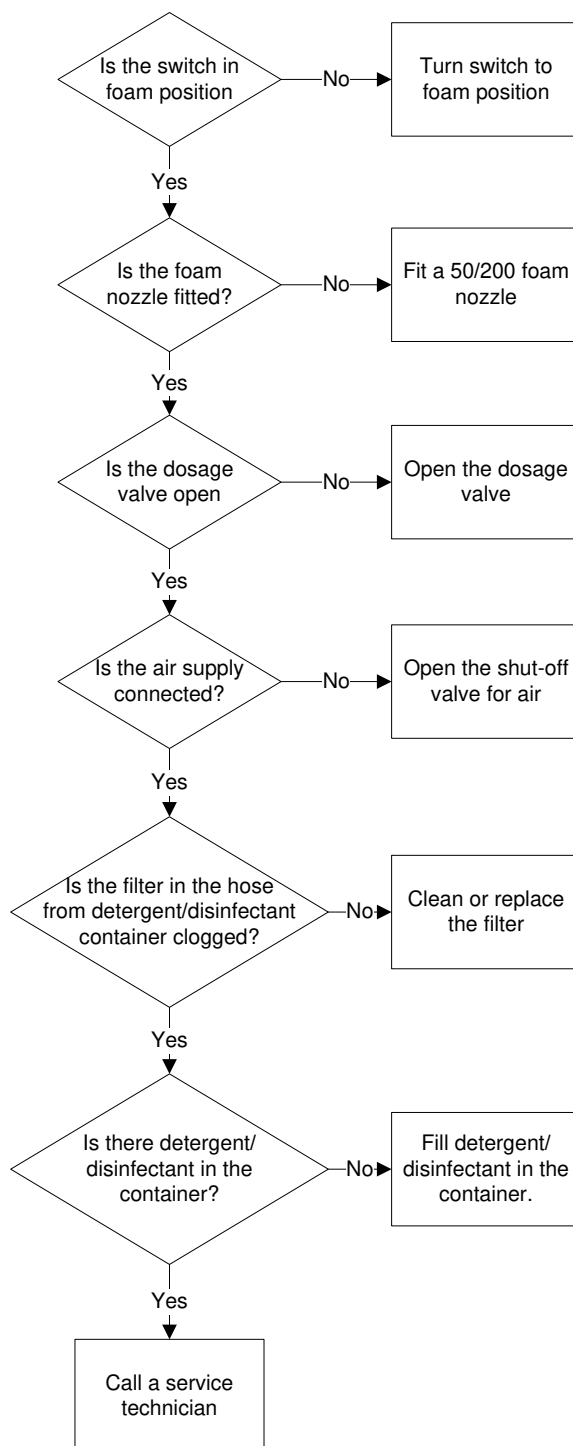 Is the switch in
foam position
No
Turn switch to
foam position
Yes
Is the foam
nozzle fitted?
No
Fit a 50/200 foam
nozzle
Yes
Is the dosage
valve open
No
Open the dosage
valve
Yes
Is the air supply
connected?
No
Open the shut-off
valve for air
Yes
Is the filter in the hose
from detergent/disinfectant
container clogged?
No
Clean or replace
the filter
Yes
Is there detergent/
disinfectant in the
container?
No
Fill detergent/
disinfectant in the
container.
Yes
Call a service
technician